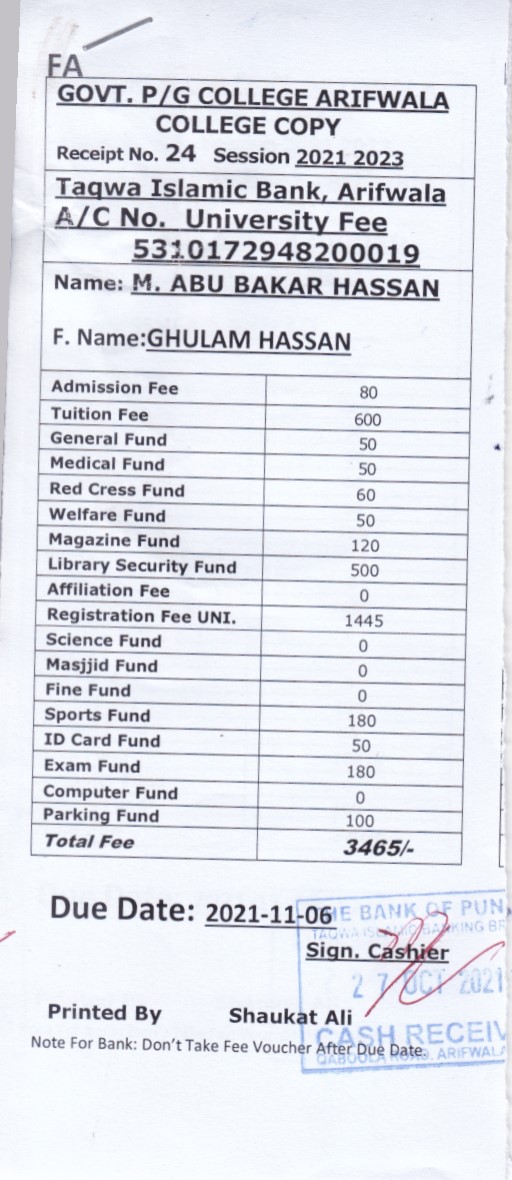 FA
GOVT. P/G COLLEGE ARIFWALA
COLLEGE COPY
Receipt No. 24 Session 2021 2023
Taqwa Islamic Bank, Arifwala
A/C No. University Fee
5310172948200019
Name: M. ABU BAKAR HASSAN
F. Name:GHULAM HASSAN
Admission Fee 80
Tuition Fee 600
General Fund 50
Medical Fund 50
Red Cress Fund 60
Welfare Fund 50
Magazine Fund 120
Library Security Fund 500
Affiliation Fee 0
Registration Fee UNI. 1445
Science Fund 0
Masjjid Fund 0
Fine Fund 0
Sports Fund 180
ID Card Fund 50
Exam Fund 180
Computer Fund 0
Parking Fund 100
Total Fee 3465/-
Due Date: 2021-11-06
THE BANK OF PUN
TAQWA ISLAMIC BANKING BR
Sign. Cashier
27 OCT 2021
Printed By Shaukat Ali
CASH RECEIV
Note For Bank: Don't Take Fee Voucher After Due Date.
QABOOLA ROAD, ARIFWALA